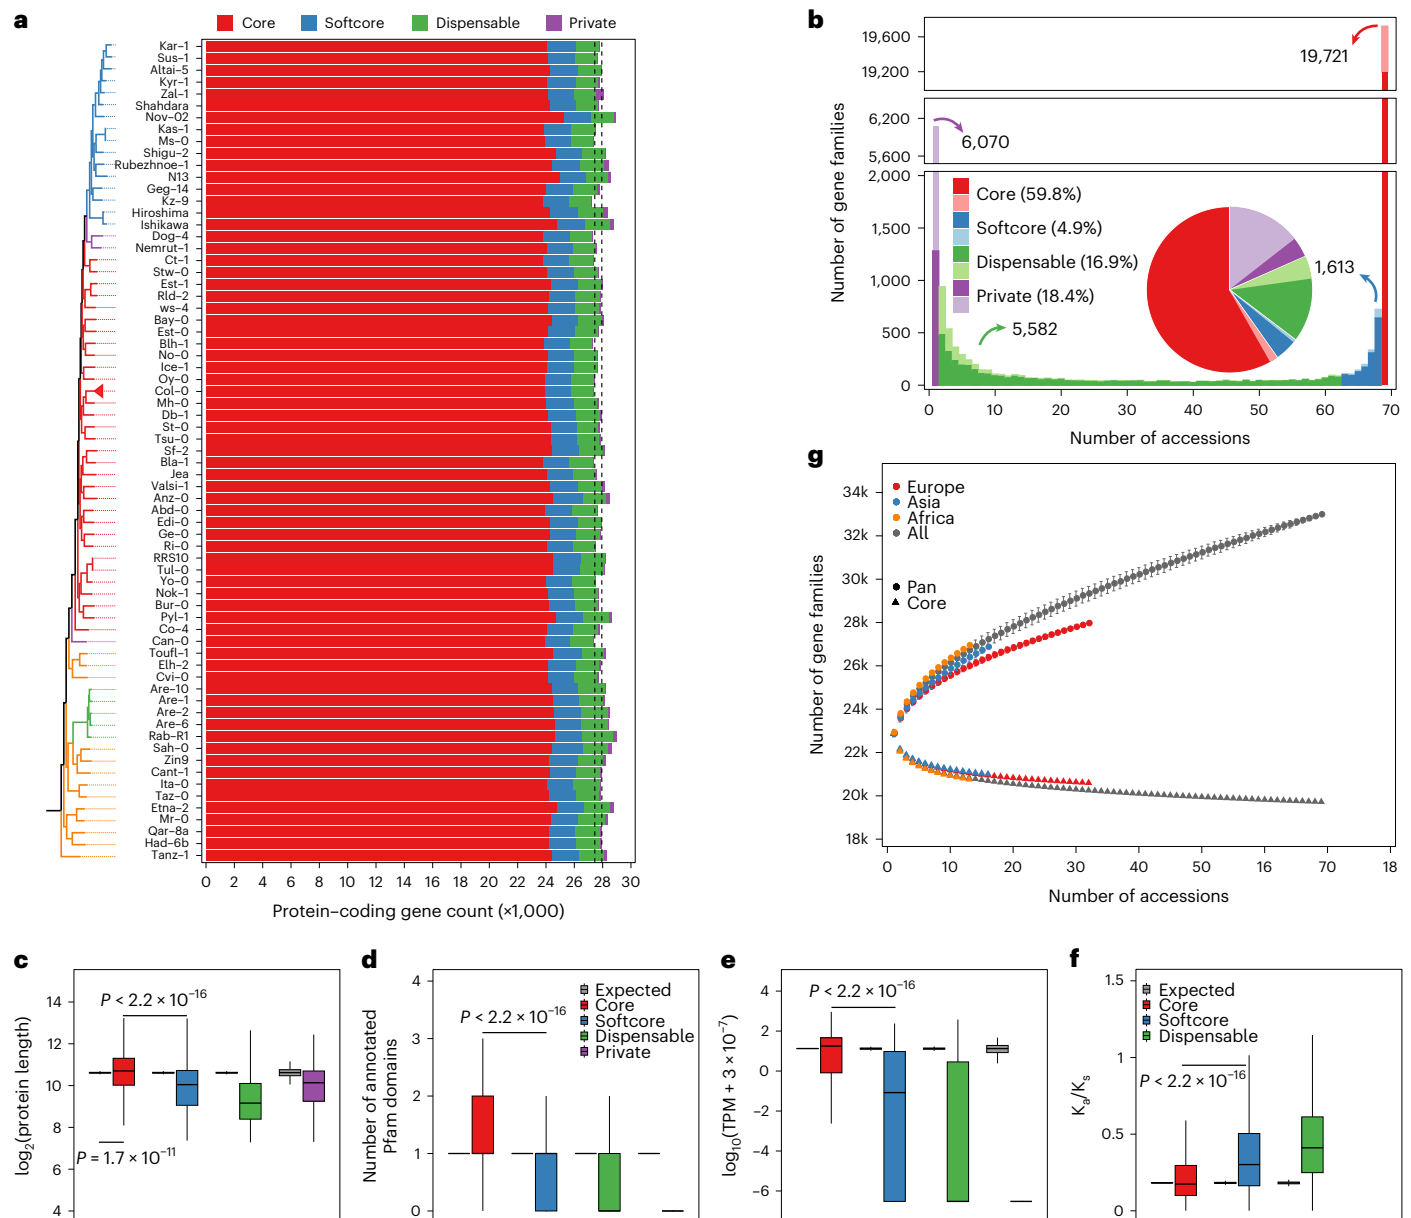 a
Core Softcore Dispensable Private
Kar-1
Sus-1
Altai-5
Kyr-1
Zal-1
Shahdara
Nov-02
Kas-1
Ms-0
Shigu-2
Rubezhnoe-1
N13
Geg-14
Kz-9
Hiroshima
Ishikawa
Dog-4
Nemrut-1
Ct-1
Stw-0
Est-1
Rld-2
ws-4
Bay-0
Est-0
Blh-1
No-0
Ice-1
Oy-0
Col-0
Mh-0
Db-1
St-0
Tsu-0
Sf-2
Bla-1
Jea
Valsi-1
Anz-0
Abd-0
Edi-0
Ge-0
Ri-0
RRS10
Tul-0
Yo-0
Nok-1
Bur-0
Pyl-1
Co-4
Can-0
Toufl-1
Elh-2
Cvi-0
Are-10
Are-1
Are-2
Are-6
Rab-R1
Sah-0
Zin9
Cant-1
Ita-0
Taz-0
Etna-2
Mr-0
Qar-8a
Had-6b
Tanz-1
0 2 4 6 8 10 12 14 16 18 20 22 24 26 28 30
Protein-coding gene count (×1,000)
b
Number of gene families
19,600
19,200
19,721
6,200
5,600
6,070
2,000
1,500
1,000
500
0
Core (59.8%)
Softcore (4.9%)
Dispensable (16.9%)
Private (18.4%)
1,613
5,582
0 10 20 30 40 50 60 70
Number of accessions
g
Number of gene families
34k
32k
30k
28k
26k
24k
22k
20k
18k
Europe
Asia
Africa
All
Pan
Core
0 10 20 30 40 50 16 70 18
Number of accessions
c
log2(protein length)
14
12
10
8
6
4
P < 2.2 × 10−16
P = 1.7 × 10−11
d
Number of annotated
Pfam domains
4
3
2
1
0
P < 2.2 × 10−16
Expected
Core
Softcore
Dispensable
Private
e
log10(TPM + 3 × 10−7)
4
2
0
−2
−4
−6
P < 2.2 × 10−16
f
Ka/Ks
1.5
1
0.5
0
Expected
Core
Softcore
Dispensable
P < 2.2 × 10−16